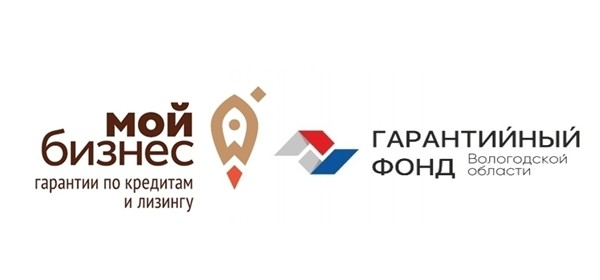 мой
бизнес
гарантии по кредитам
и лизингу
ГАРАНТИЙНЫЙ
ФОНД Вологодской
области